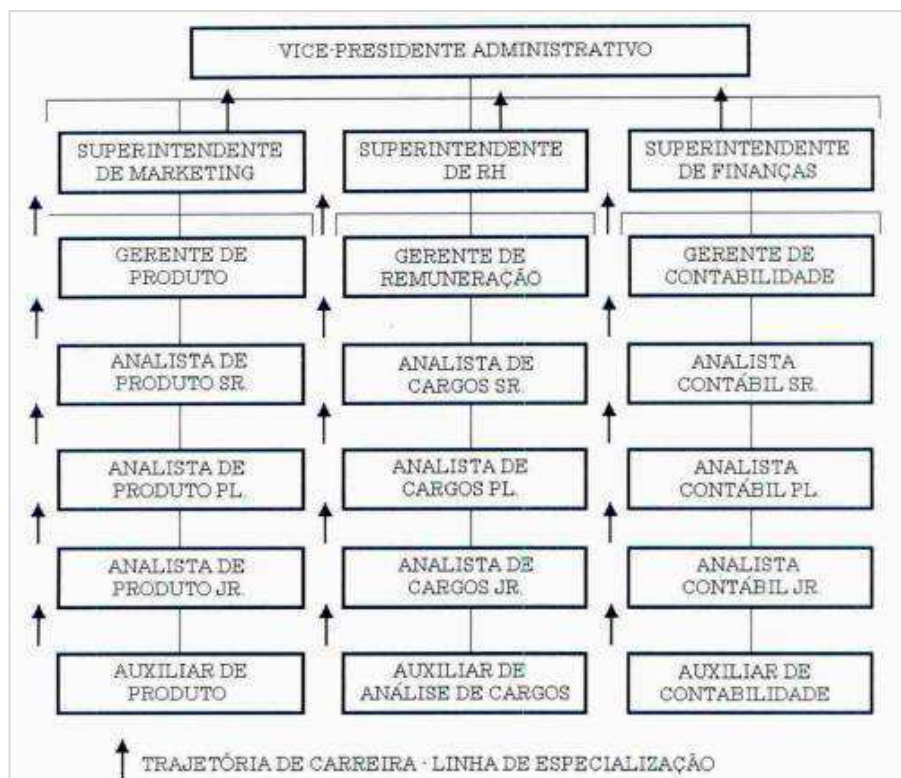 VICE-PRESIDENTE ADMINISTRATIVO
SUPERINTENDENTE
DE MARKETING
SUPERINTENDENTE
DE RH
SUPERINTENDENTE
DE FINANÇAS
GERENTE DE
PRODUTO
GERENTE DE
REMUNERAÇÃO
GERENTE DE
CONTABILIDADE
ANALISTA DE
PRODUTO SR.
ANALISTA DE
CARGOS SR.
ANALISTA
CONTÁBIL SR.
ANALISTA DE
PRODUTO PL.
ANALISTA DE
CARGOS PL.
ANALISTA
CONTÁBIL PL.
ANALISTA DE
PRODUTO JR.
ANALISTA DE
CARGOS JR.
ANALISTA
CONTÁBIL JR.
AUXILIAR DE
PRODUTO
AUXILIAR DE
ANÁLISE DE CARGOS
AUXILIAR DE
CONTABILIDADE
TRAJETÓRIA DE CARREIRA - LINHA DE ESPECIALIZAÇÃO